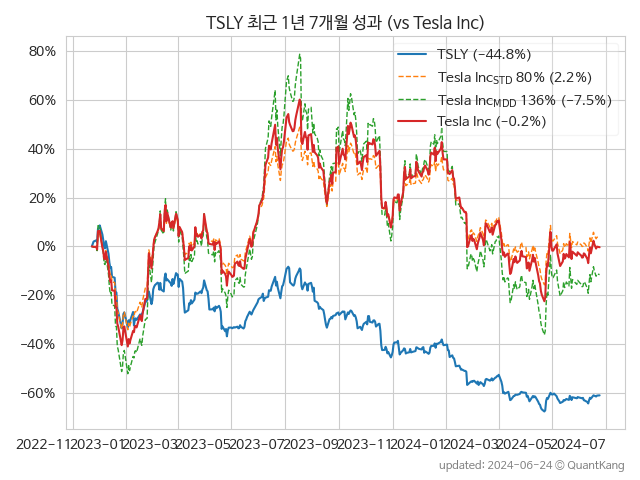 TSLY 최근 1년 7개월 성과 (vs Tesla Inc)
TSLY (−44.8%)
Tesla IncSTD 80% (2.2%)
Tesla IncMDD 136% (−7.5%)
Tesla Inc (−0.2%)
80%
60%
40%
20%
0%
−20%
−40%
−60%
2022−11 2023−01 2023−03 2023−05 2023−07 2023−09 2023−11 2024−01 2024−03 2024−05 2024−07
updated: 2024−06−24 © QuantKang